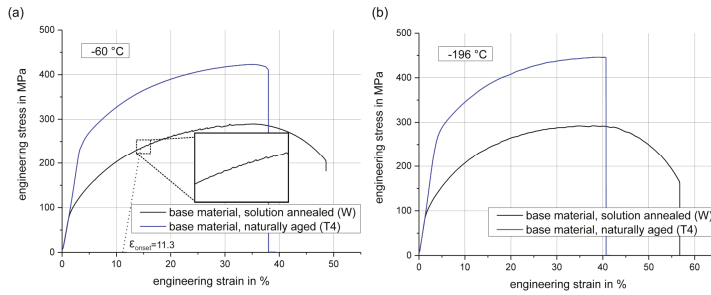 (a)
-60 °C
engineering stress in MPa
500
400
300
200
100
0
base material, solution annealed (W)
base material, naturally aged (T4)
εonset=11.3
0 10 20 30 40 50
engineering strain in %
(b)
-196 °C
engineering stress in MPa
500
400
300
200
100
0
base material, solution annealed (W)
base material, naturally aged (T4)
0 10 20 30 40 50 60
engineering strain in %